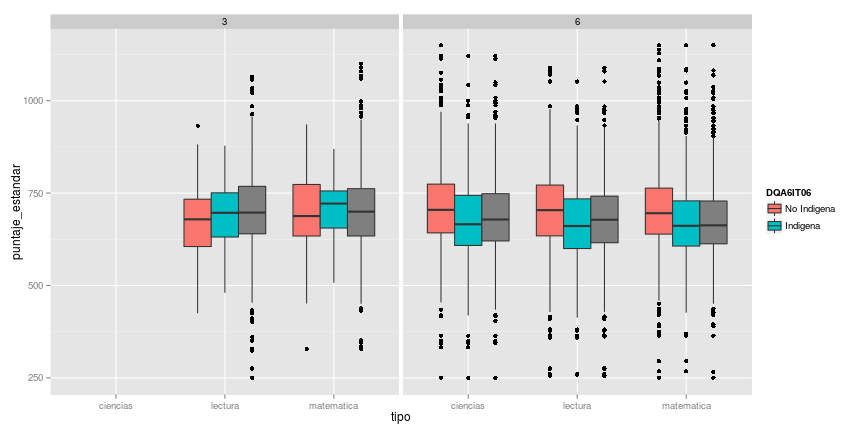 3
6
1000
750
500
250
puntaje_estandar
ciencias
lectura
matematica
ciencias
lectura
matematica
tipo
DQA6IT06
No Indigena
Indigena